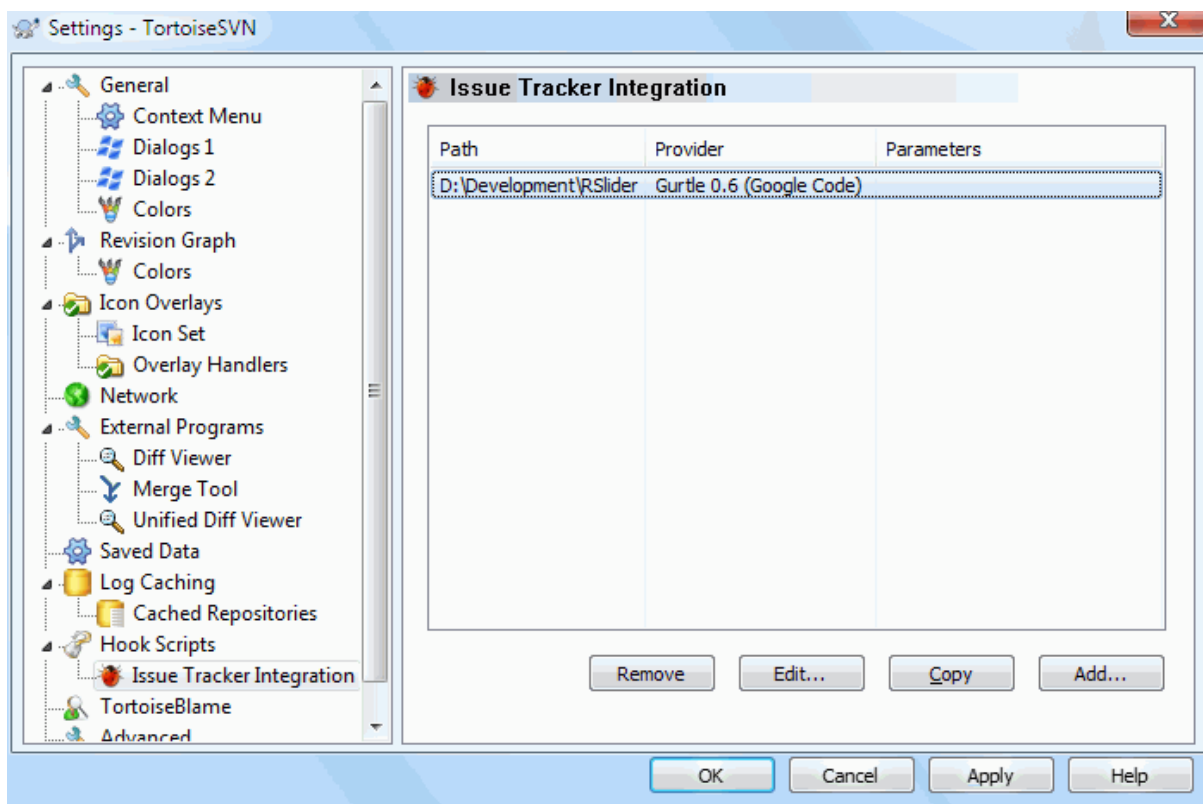 Settings - TortoiseSVN
General
Context Menu
Dialogs 1
Dialogs 2
Colors
Revision Graph
Colors
Icon Overlays
Icon Set
Overlay Handlers
Network
External Programs
Diff Viewer
Merge Tool
Unified Diff Viewer
Saved Data
Log Caching
Cached Repositories
Hook Scripts
Issue Tracker Integration
TortoiseBlame
Advanced
Issue Tracker Integration
Path Provider Parameters
D:\Development\RSlider Gurtle 0.6 (Google Code)
Remove Edit... Copy Add...
OK Cancel Apply Help